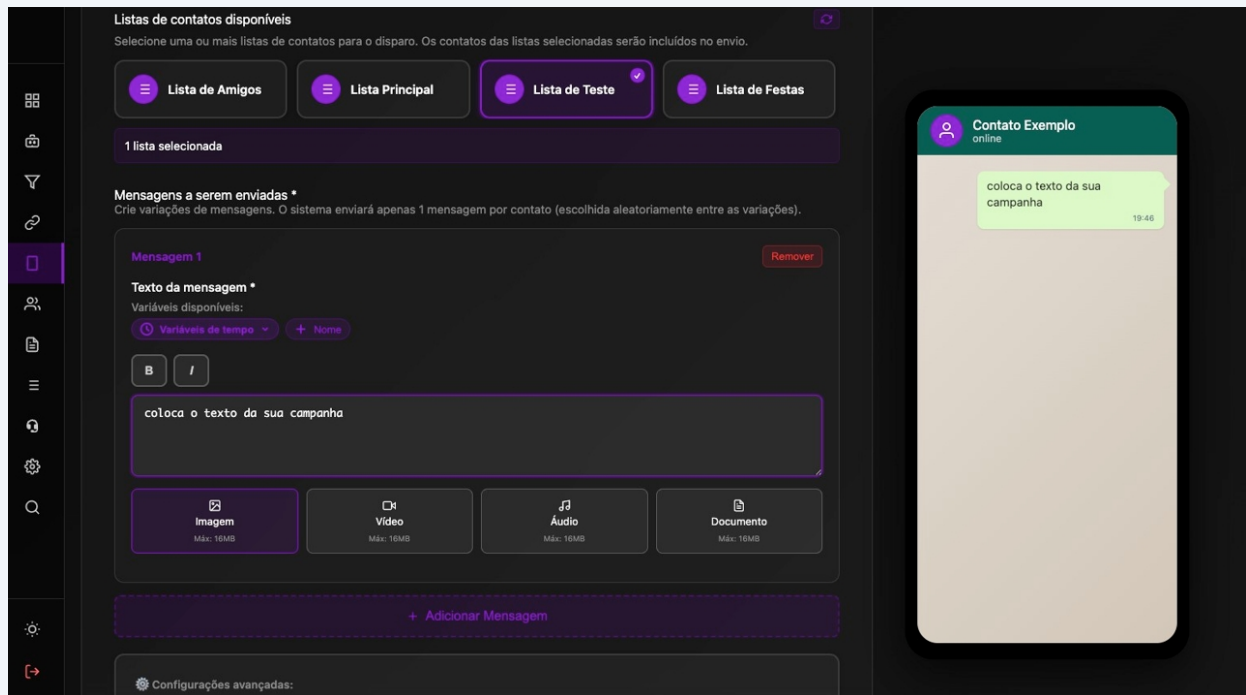 Listas de contatos disponíveis
Selecione uma ou mais listas de contatos para o disparo. Os contatos das listas selecionadas serão incluídos no envio.
Lista de Amigos
Lista Principal
Lista de Teste
Lista de Festas
1 lista selecionada
Mensagens a serem enviadas *
Crie variações de mensagens. O sistema enviará apenas 1 mensagem por contato (escolhida aleatoriamente entre as variações).
Mensagem 1
Remover
Texto da mensagem *
Variáveis disponíveis:
Variáveis de tempo
+ Nome
B
I
coloca o texto da sua campanha
Imagem
Máx: 16MB
Vídeo
Máx: 16MB
Áudio
Máx: 16MB
Documento
Máx: 16MB
+ Adicionar Mensagem
Configurações avançadas:
Contato Exemplo
online
coloca o texto da sua
campanha
19:46